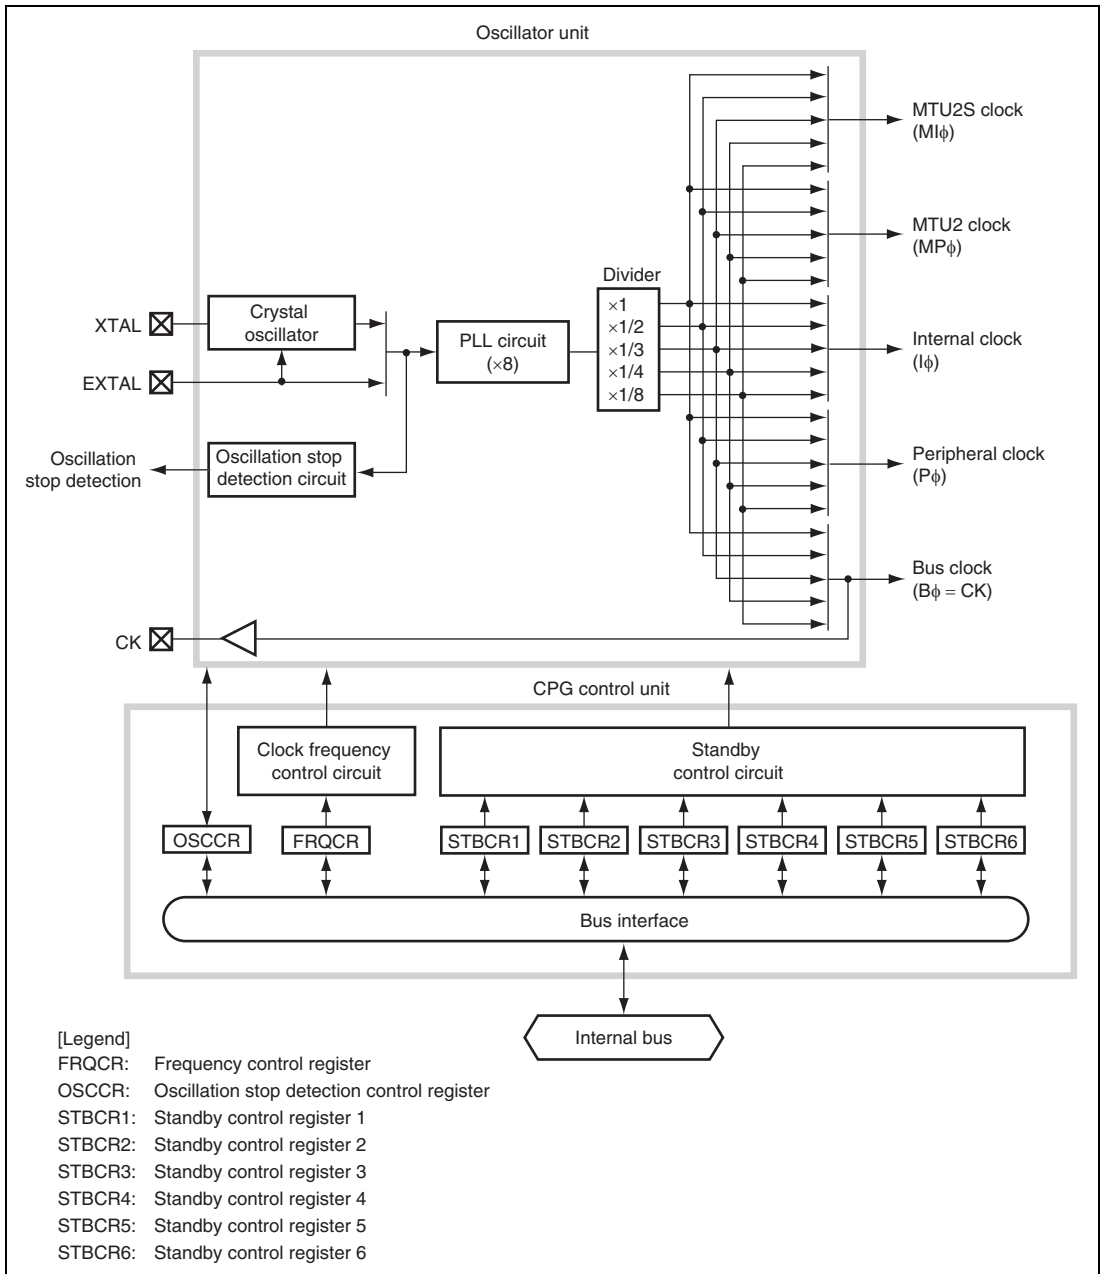 Oscillator unit
MTU2S clock
(MIϕ)
MTU2 clock
(MPϕ)
Divider
×1
×1/2
×1/3
×1/4
×1/8
XTAL
Crystal
oscillator
PLL circuit
(×8)
Internal clock
(Iϕ)
EXTAL
Oscillation
stop detection
Oscillation stop
detection circuit
Peripheral clock
(Pϕ)
Bus clock
(Bϕ = CK)
CK
CPG control unit
Clock frequency
control circuit
Standby
control circuit
OSCCR
FRQCR
STBCR1
STBCR2
STBCR3
STBCR4
STBCR5
STBCR6
Bus interface
Internal bus
[Legend]
FRQCR: Frequency control register
OSCCR: Oscillation stop detection control register
STBCR1: Standby control register 1
STBCR2: Standby control register 2
STBCR3: Standby control register 3
STBCR4: Standby control register 4
STBCR5: Standby control register 5
STBCR6: Standby control register 6